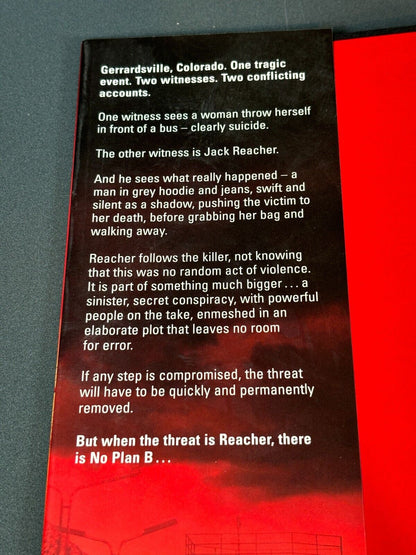 Gerrardsville, Colorado. One tragic
event. Two witnesses. Two conflicting
accounts.
One witness sees a woman throw herself
in front of a bus – clearly suicide.
The other witness is Jack Reacher.
And he sees what really happened – a
man in grey hoodie and jeans, swift and
silent as a shadow, pushing the victim to
her death, before grabbing her bag and
walking away.
Reacher follows the killer, not knowing
that this was no random act of violence.
It is part of something much bigger . . . a
sinister, secret conspiracy, with powerful
people on the take, enmeshed in an
elaborate plot that leaves no room
for error.
If any step is compromised, the threat
will have to be quickly and permanently
removed.
But when the threat is Reacher, there
is No Plan B . . .